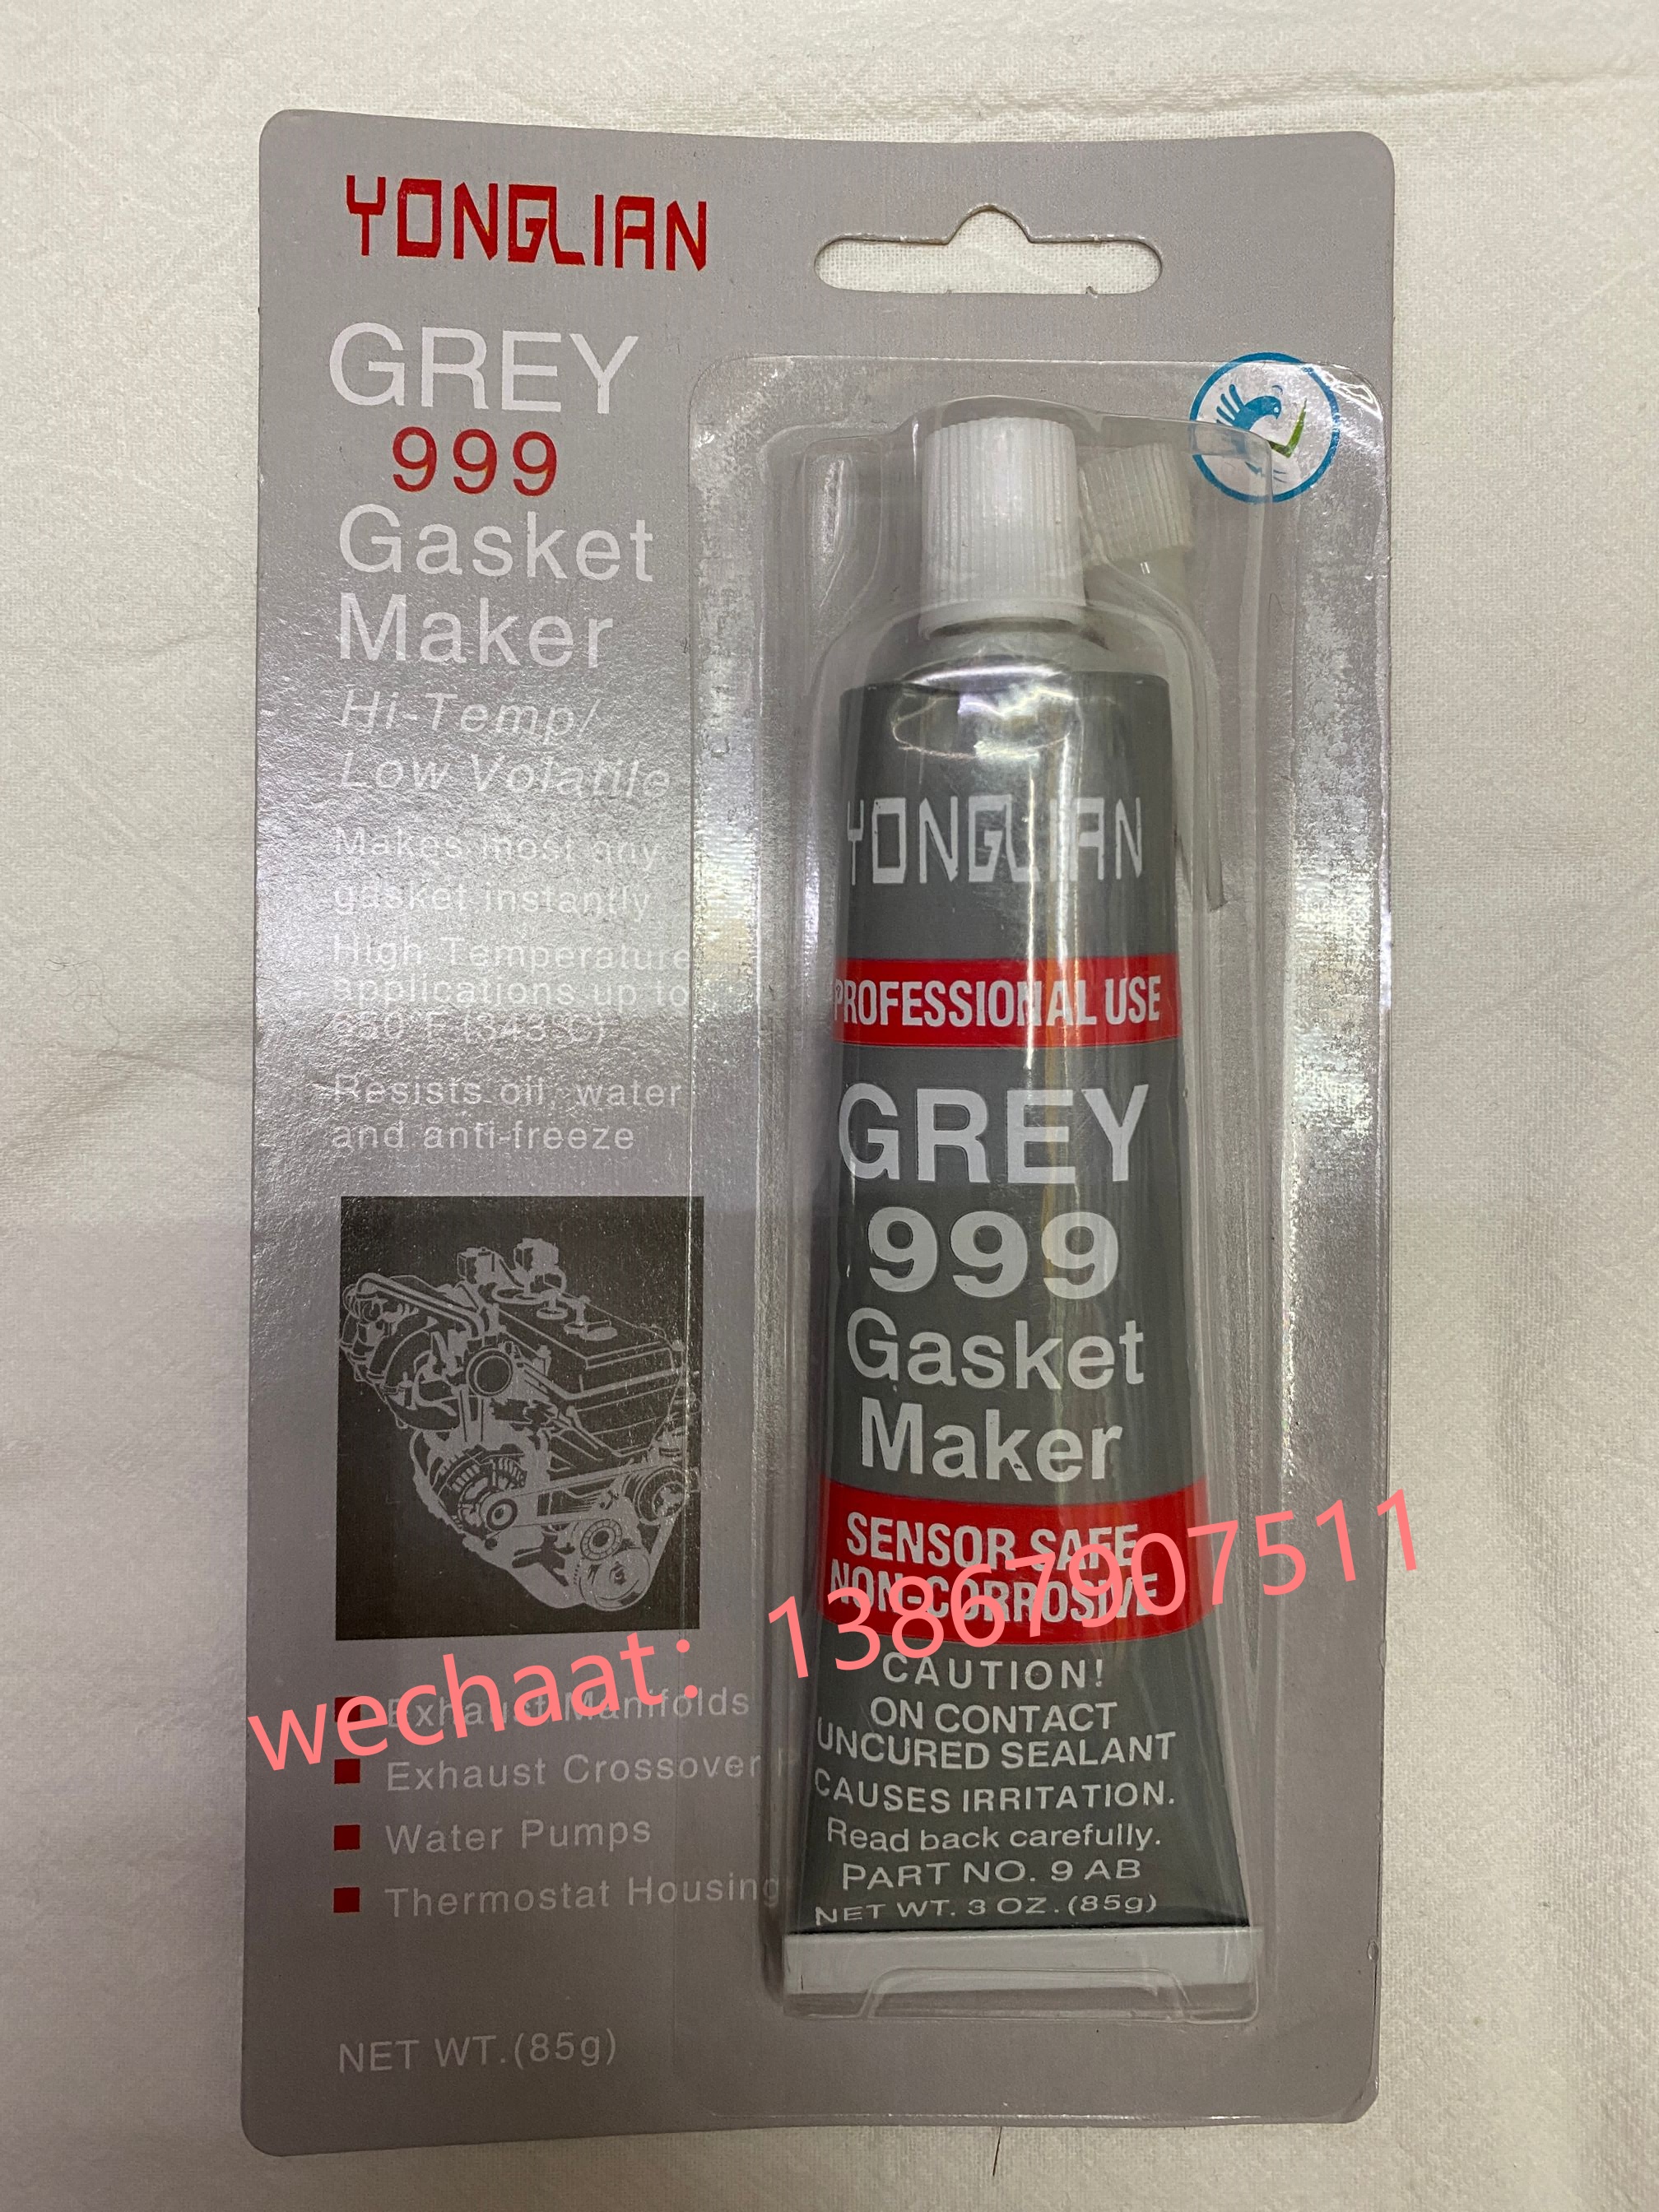 YONGLIAN
GREY
999
Gasket
Maker
Hi-Temp/
Low Volatile
Makes most any
gasket instantly
High Temperature
applications up to
650°F (343°C)
Resists oil, water
and anti-freeze
Exhaust Manifolds
Exhaust Crossover
Water Pumps
Thermostat Housing
NET WT.(85g)
YONGLIAN
PROFESSIONAL USE
GREY
999
Gasket
Maker
SENSOR SAFE
NON-CORROSIVE
CAUTION!
ON CONTACT
UNCURED SEALANT
CAUSES IRRITATION.
Read back carefully.
PART NO. 9 AB
NET WT. 3 OZ.(85g)
wechaat：13867907511